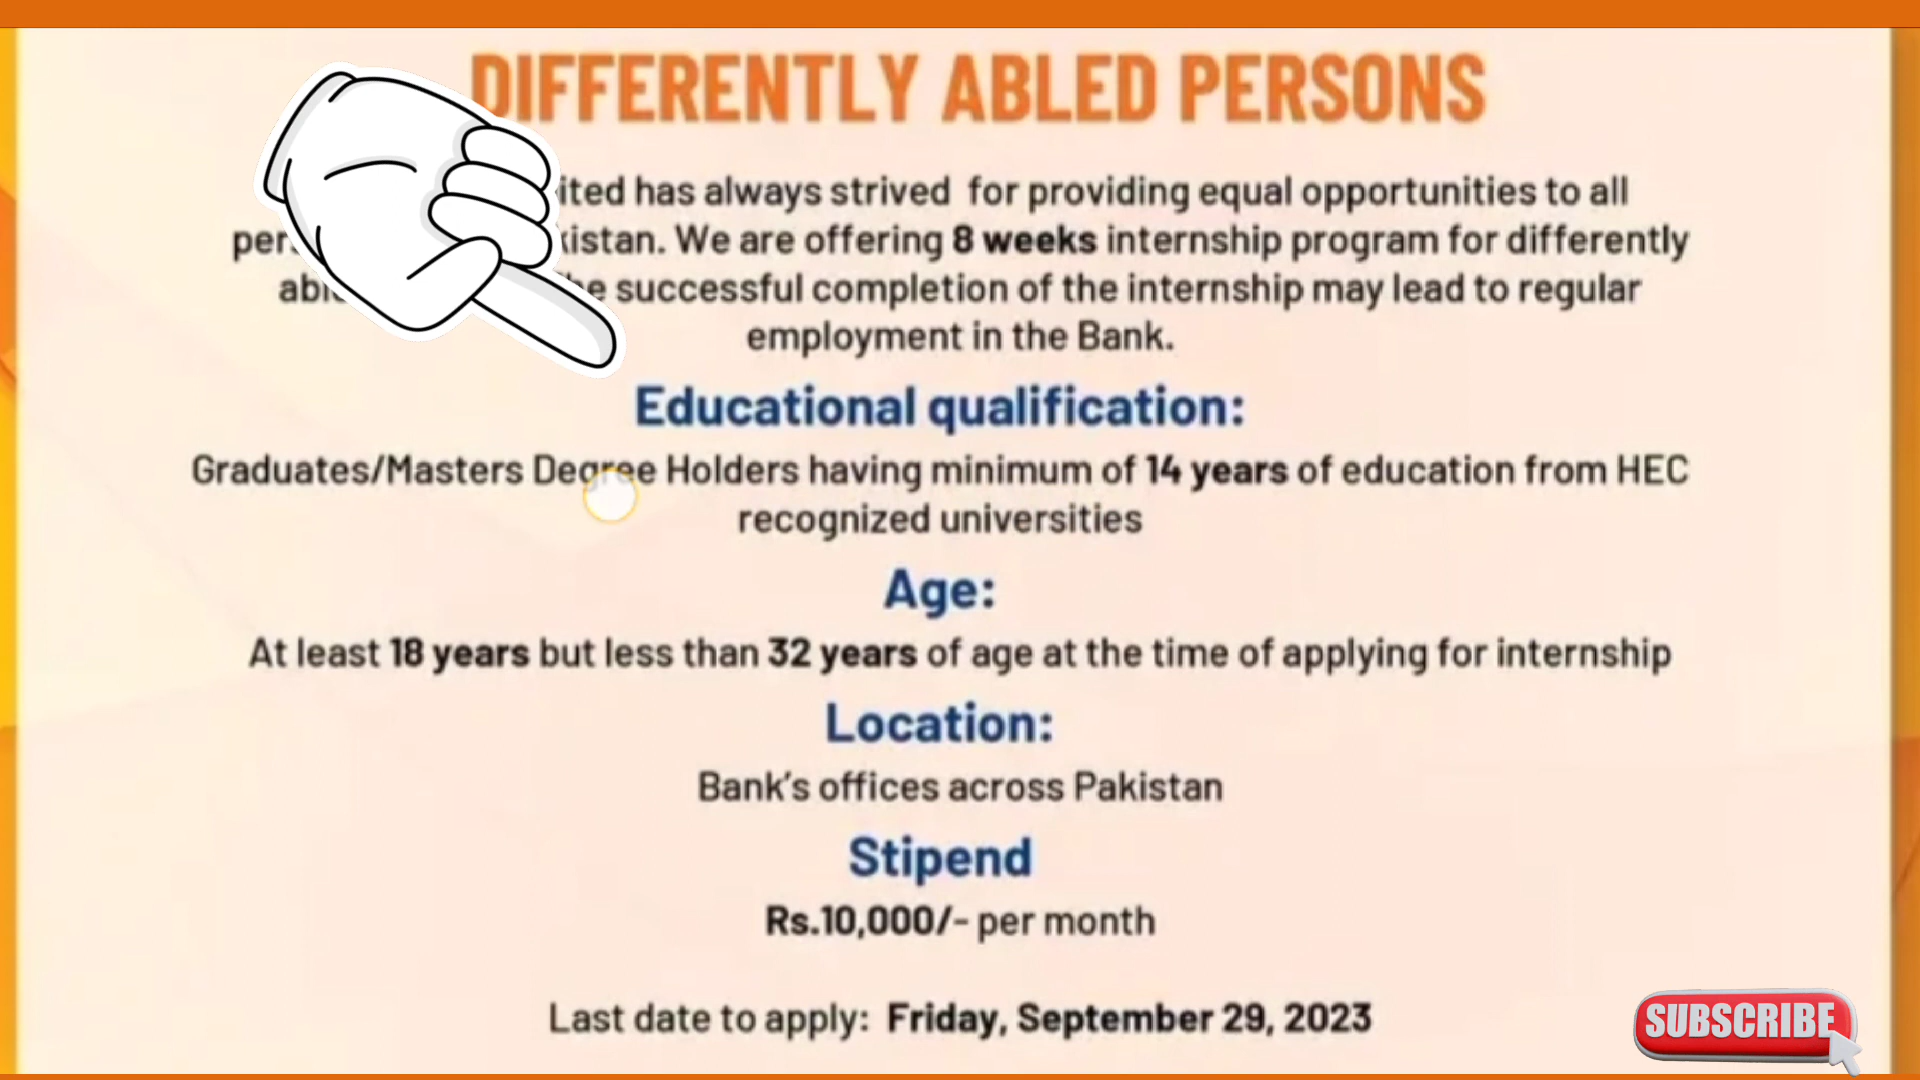 DIFFERENTLY ABLED PERSONS
has always strived for providing equal opportunities to all
We are offering 8 weeks internship program for differently
successful completion of the internship may lead to regular
employment in the Bank.
Educational qualification:
Graduates/Masters Degree Holders having minimum of 14 years of education from HEC
recognized universities
Age:
At least 18 years but less than 32 years of age at the time of applying for internship
Location:
Bank's offices across Pakistan
Stipend
Rs.10,000/- per month
Last date to apply: Friday, September 29, 2023
SUBSCRIBE